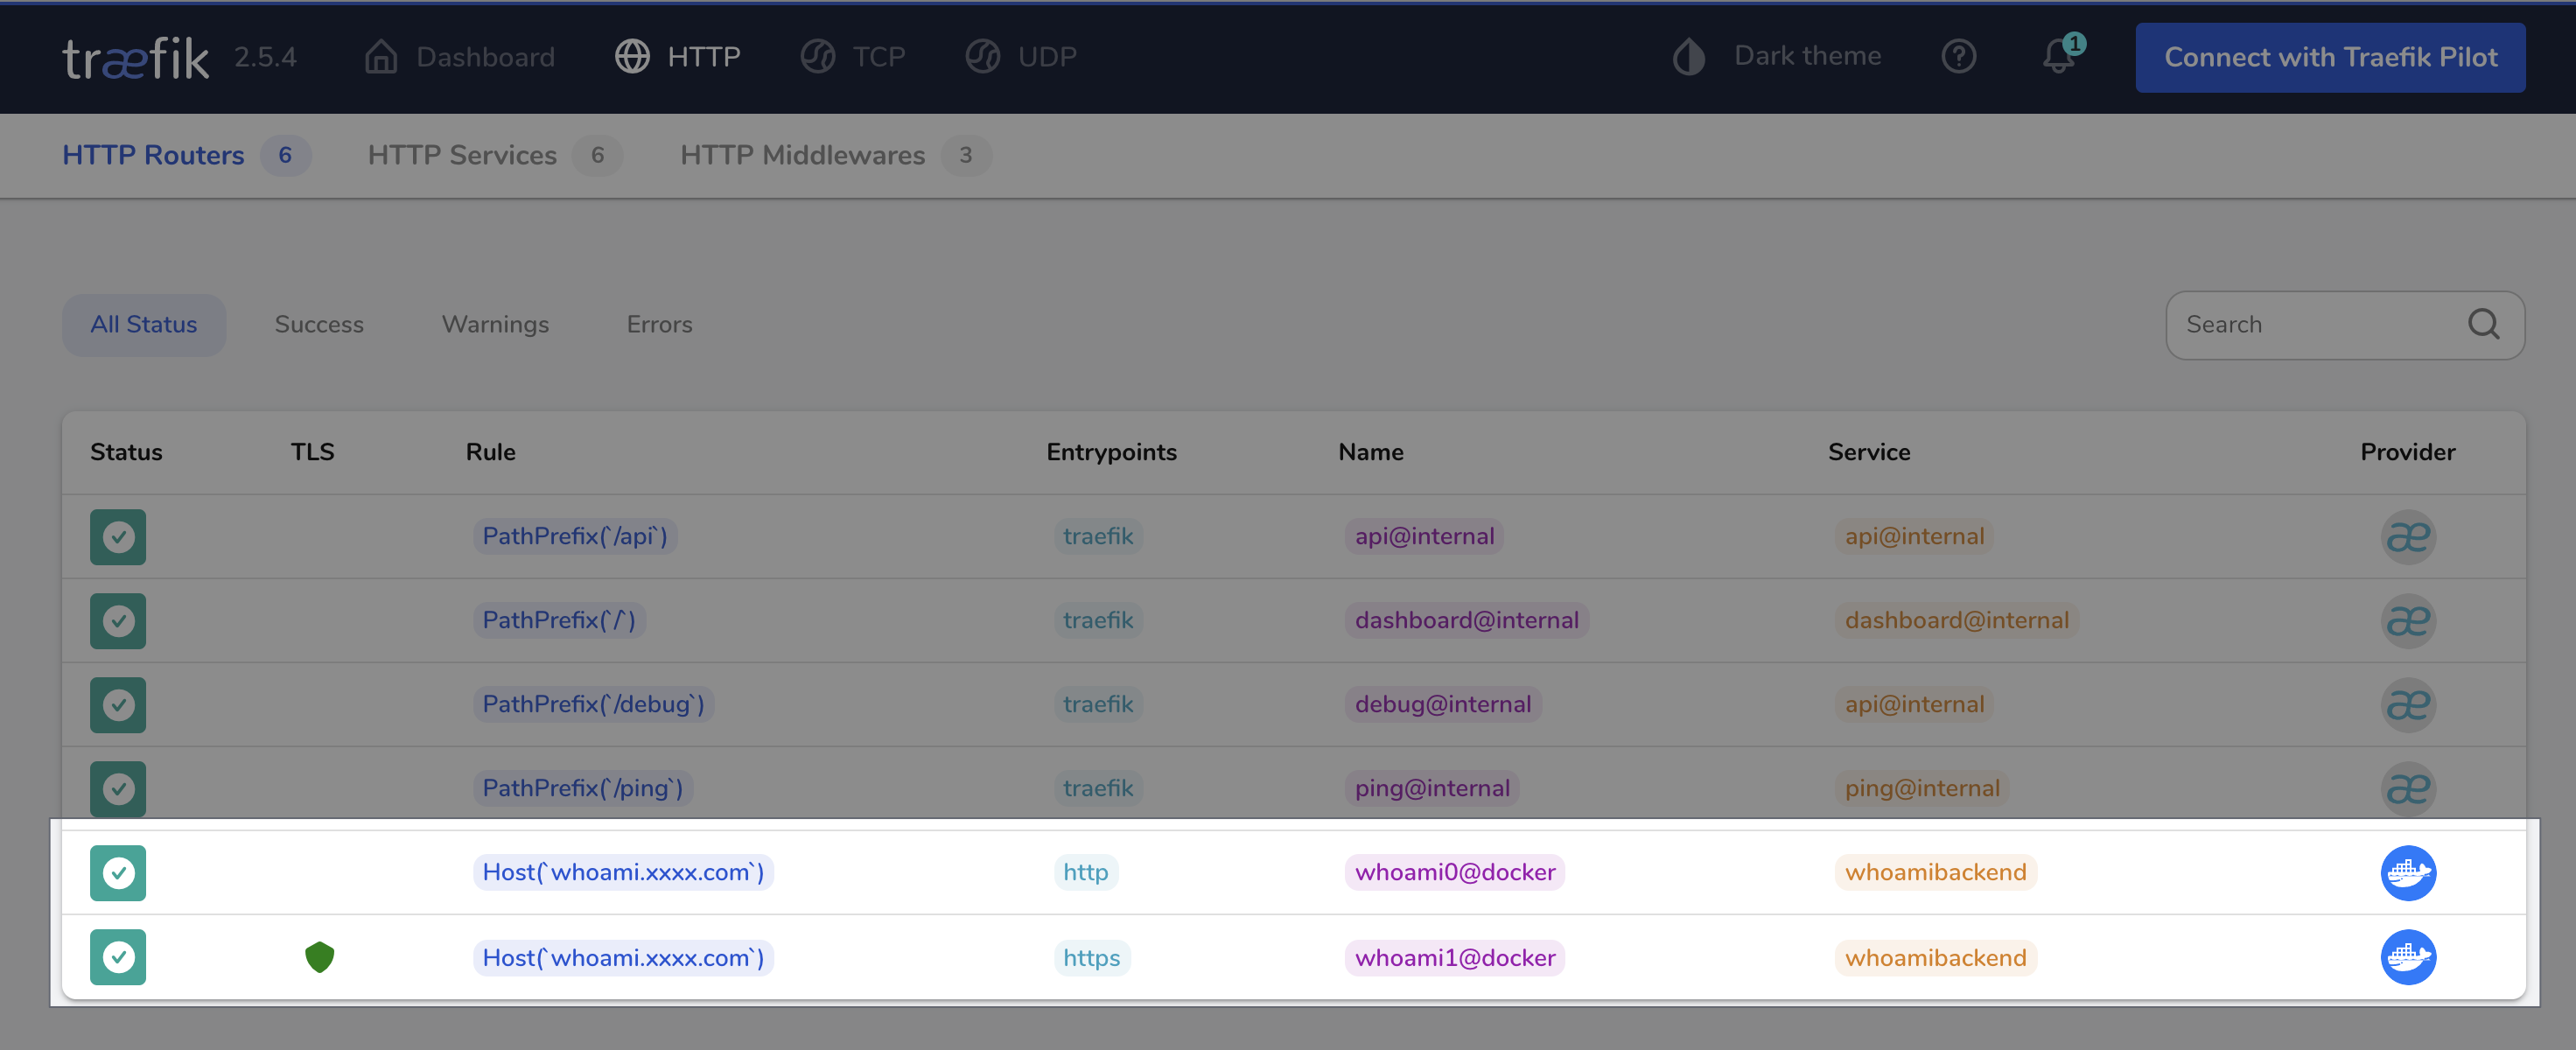 træfik 2.5.4 Dashboard HTTP TCP UDP Dark theme 1 Connect with Traefik Pilot
HTTP Routers 6 HTTP Services 6 HTTP Middlewares 3
All Status Success Warnings Errors Search
Status TLS Rule Entrypoints Name Service Provider
PathPrefix(`/api`) traefik api@internal api@internal æ
PathPrefix(`/`) traefik dashboard@internal dashboard@internal æ
PathPrefix(`/debug`) traefik debug@internal api@internal æ
PathPrefix(`/ping`) traefik ping@internal ping@internal æ
Host(`whoami.xxxx.com`) http whoami0@docker whoamibackend
Host(`whoami.xxxx.com`) https whoami1@docker whoamibackend